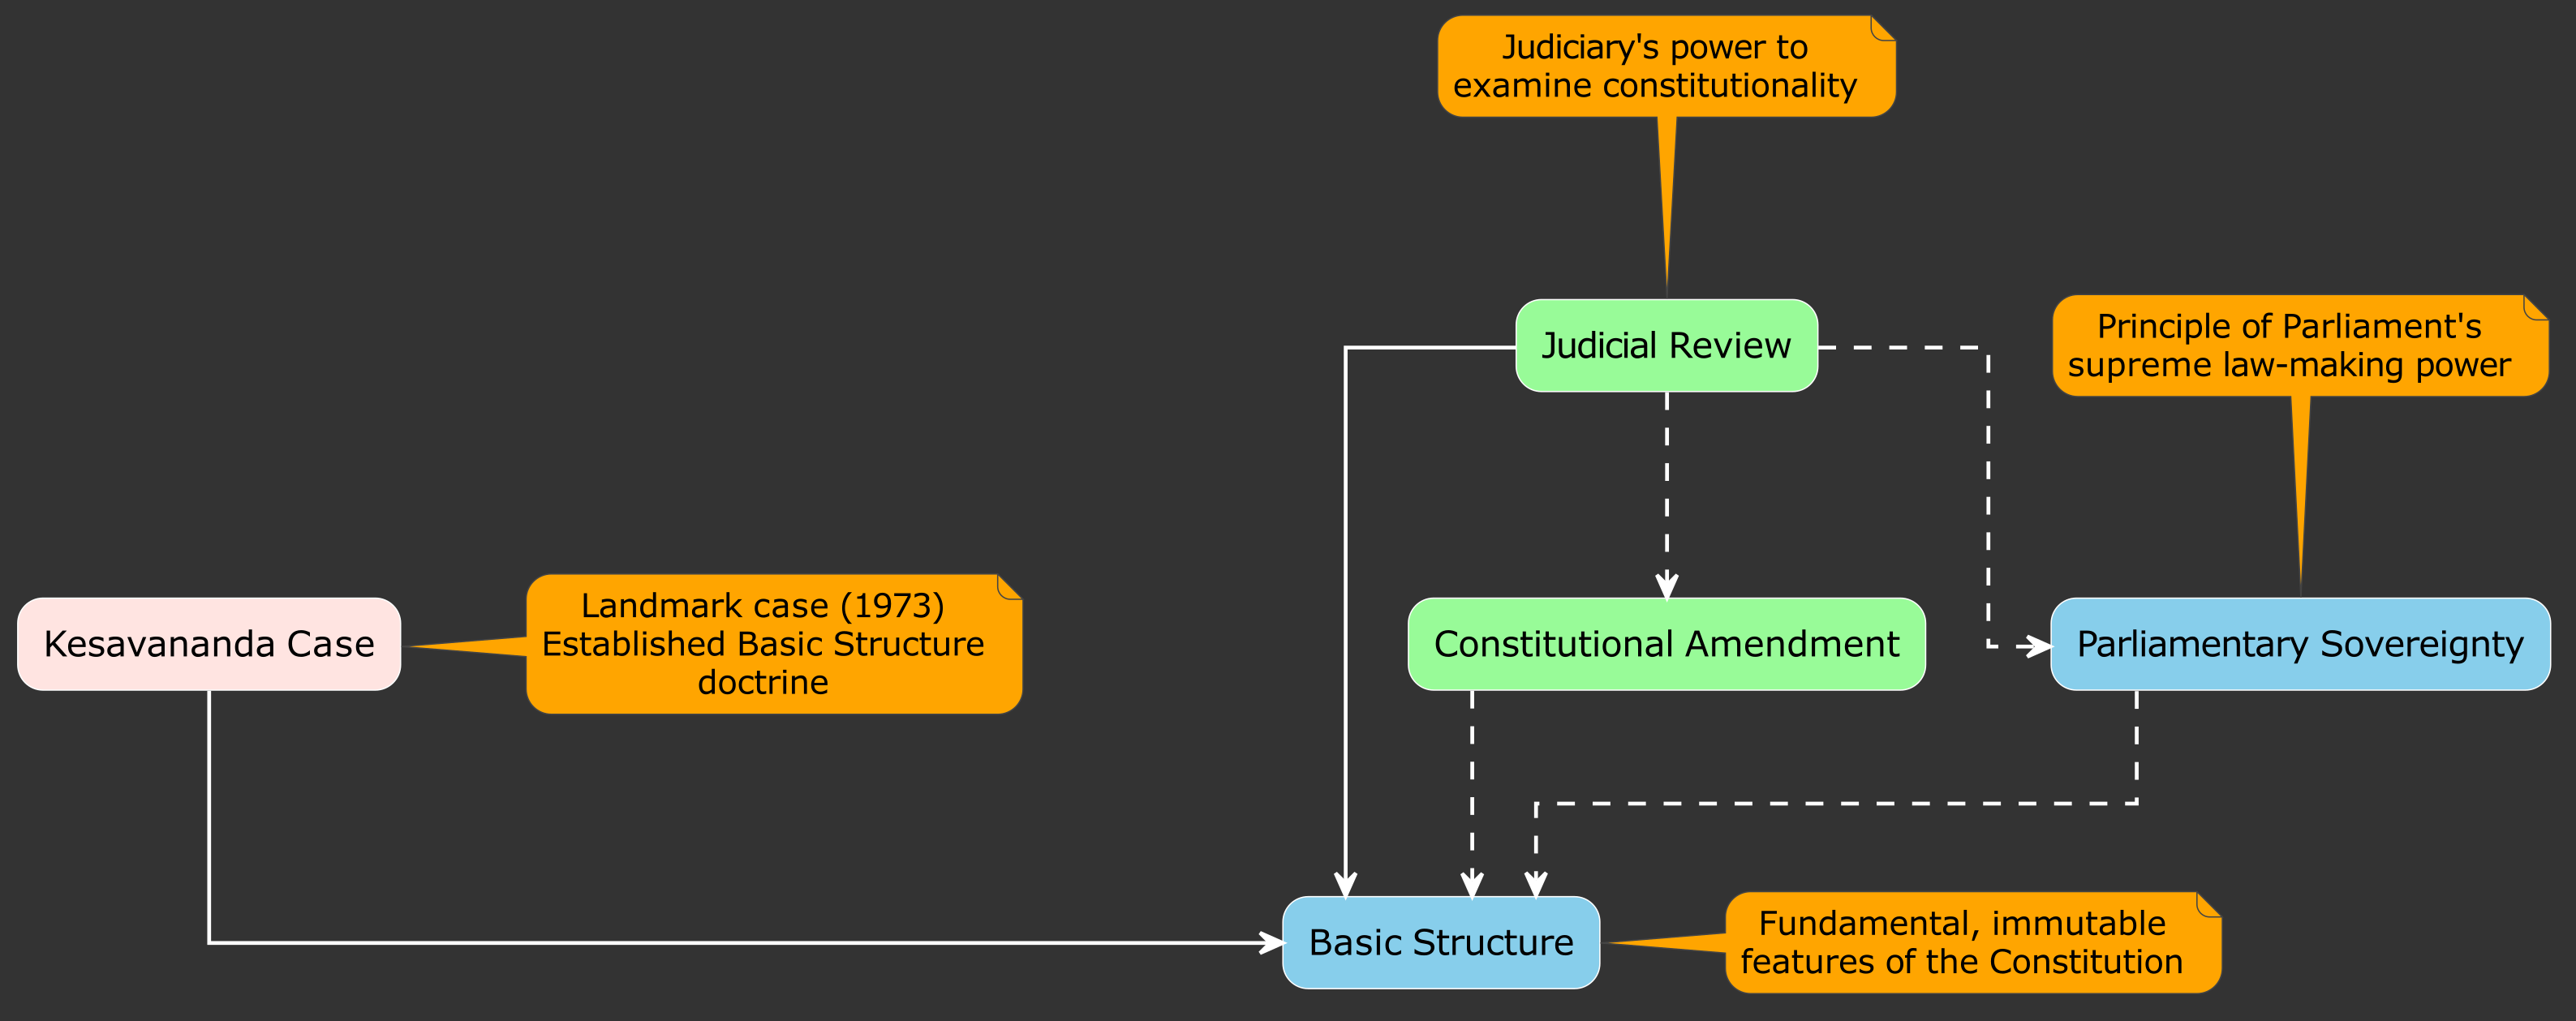 Judiciary's power to
examine constitutionality
Judicial Review
Principle of Parliament's
supreme law-making power
Kesavananda Case
Landmark case (1973)
Established Basic Structure
doctrine
Constitutional Amendment
Parliamentary Sovereignty
Basic Structure
Fundamental, immutable
features of the Constitution